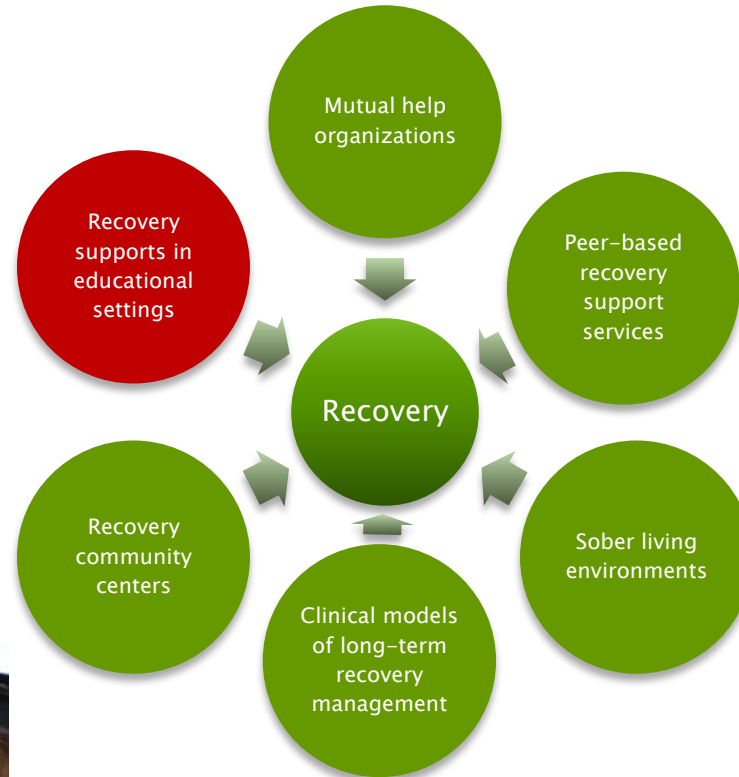 Mutual help
organizations
Recovery
supports in
educational
settings
Peer-based
recovery
support
services
Recovery
Recovery
community
centers
Sober living
environments
Clinical models
of long-term
recovery
management